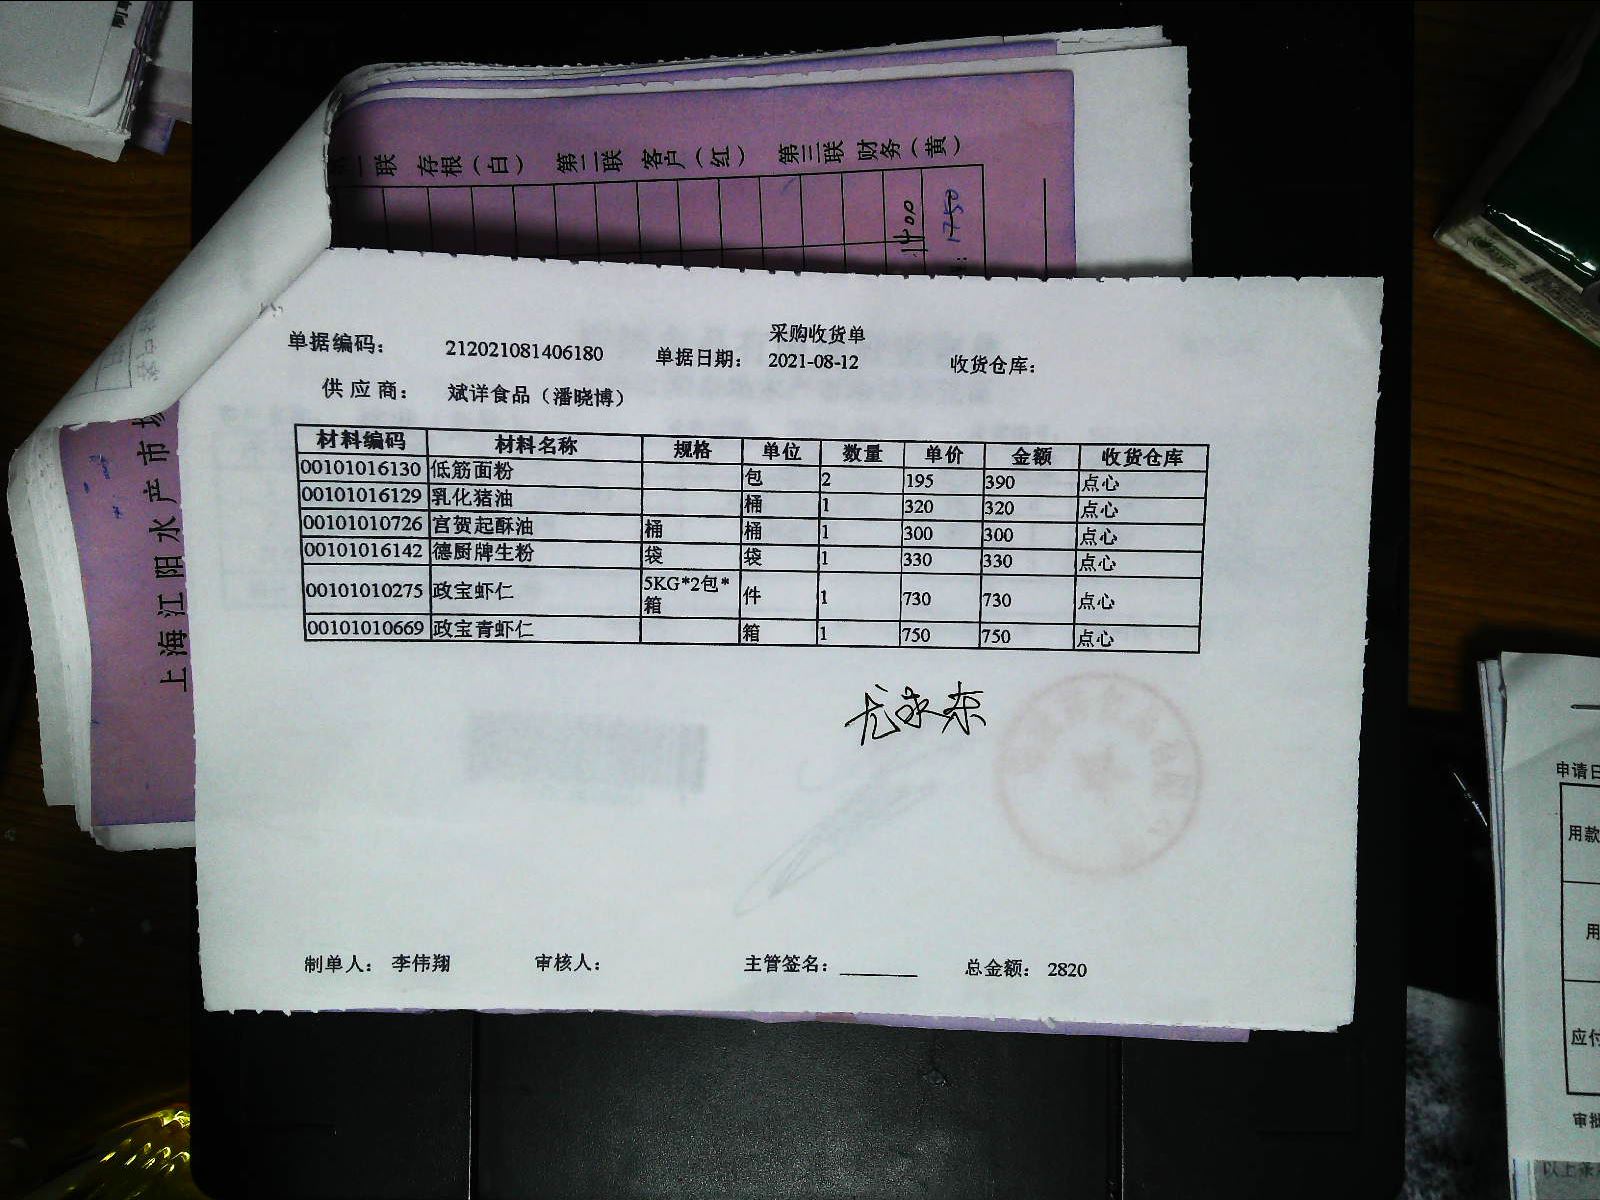 第一联 存根（白） 第二联 客户（红） 第三联 财务（黄）
1400
1750
上海江阳水产市场
采购收货单
单据编码： 212021081406180 单据日期： 2021-08-12 收货仓库：
供应商： 斌详食品（潘晓博）
材料编码 材料名称 规格 单位 数量 单价 金额 收货仓库
00101016130 低筋面粉 包 2 195 390 点心
00101016129 乳化猪油 桶 1 320 320 点心
00101010726 宫贺起酥油 桶 桶 1 300 300 点心
00101016142 德厨牌生粉 袋 袋 1 330 330 点心
00101010275 政宝虾仁 5KG*2包*箱 件 1 730 730 点心
00101010669 政宝青虾仁 箱 1 750 750 点心
制单人： 李伟翔 审核人： 主管签名： 总金额： 2820
申请日
用款
用
应付
审批